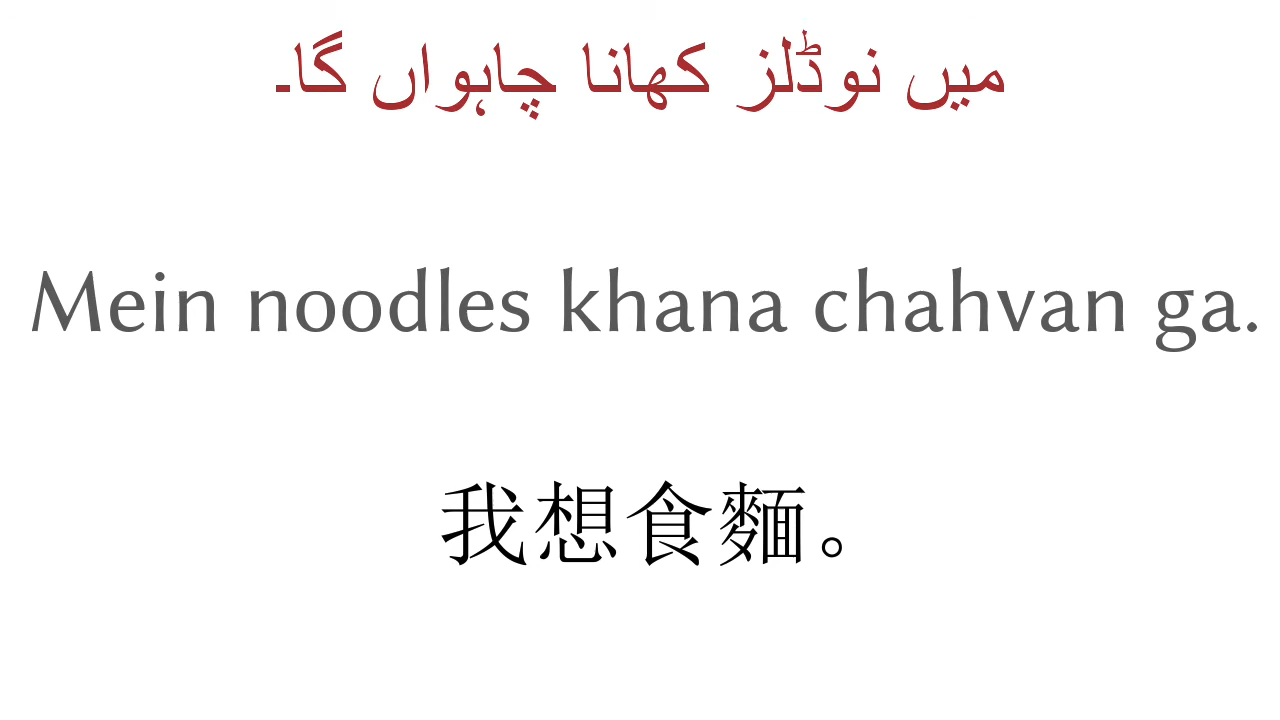 میں نوڈلز کھانا چاہواں گا۔
Mein noodles khana chahvan ga.
我想食麵。